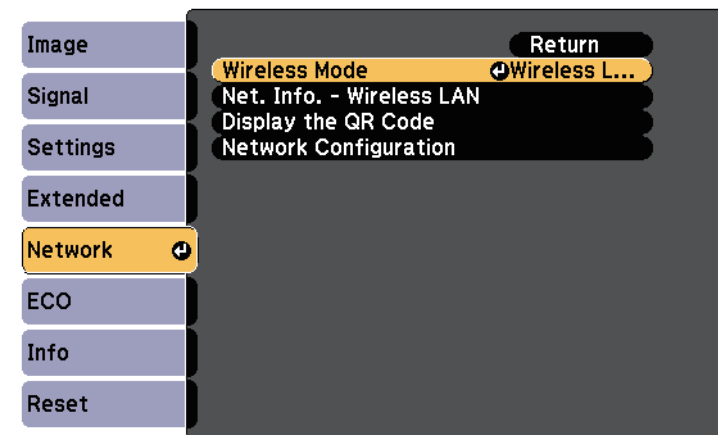 Image
Signal
Settings
Extended
Network
ECO
Info
Reset
Return
Wireless Mode Wireless L...
Net. Info. - Wireless LAN
Display the QR Code
Network Configuration